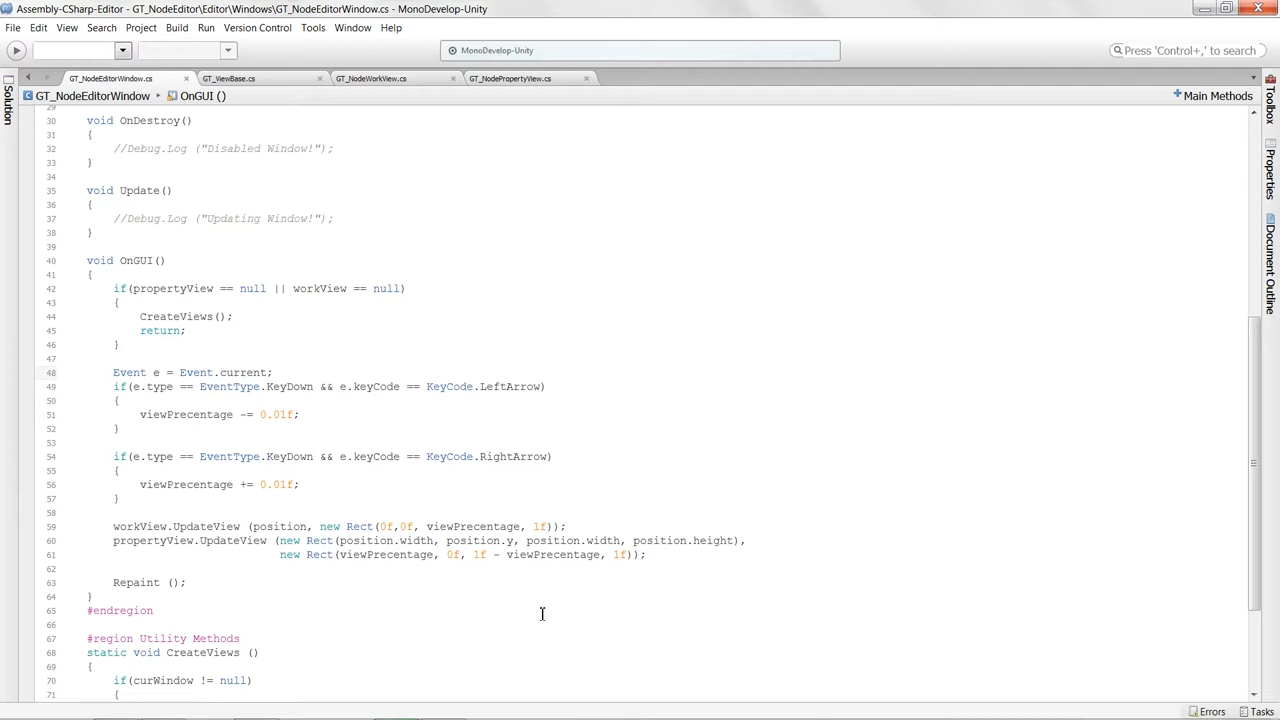 Assembly-CSharp-Editor - GT_NodeEditor\Editor\Windows\GT_NodeEditorWindow.cs - MonoDevelop-Unity
File Edit View Search Project Build Run Version Control Tools Window Help
MonoDevelop-Unity
Press 'Control+,' to search
GT_NodeEditorWindow.cs GT_ViewBase.cs GT_NodeWorkView.cs GT_NodePropertyView.cs
GT_NodeEditorWindow OnGUI () Main Methods
Solution
Toolbox
Properties
Document Outline
29
30 void OnDestroy()
31 {
32 //Debug.Log ("Disabled Window!");
33 }
34
35 void Update()
36 {
37 //Debug.Log ("Updating Window!");
38 }
39
40 void OnGUI()
41 {
42 if(propertyView == null || workView == null)
43 {
44 CreateViews();
45 return;
46 }
47
48 Event e = Event.current;
49 if(e.type == EventType.KeyDown && e.keyCode == KeyCode.LeftArrow)
50 {
51 viewPrecentage -= 0.01f;
52 }
53
54 if(e.type == EventType.KeyDown && e.keyCode == KeyCode.RightArrow)
55 {
56 viewPrecentage += 0.01f;
57 }
58
59 workView.UpdateView (position, new Rect(0f,0f, viewPrecentage, 1f));
60 propertyView.UpdateView (new Rect(position.width, position.y, position.width, position.height),
61 new Rect(viewPrecentage, 0f, 1f - viewPrecentage, 1f));
62
63 Repaint ();
64 }
65 #endregion
66
67 #region Utility Methods
68 static void CreateViews ()
69 {
70 if(curWindow != null)
71 {
Errors Tasks